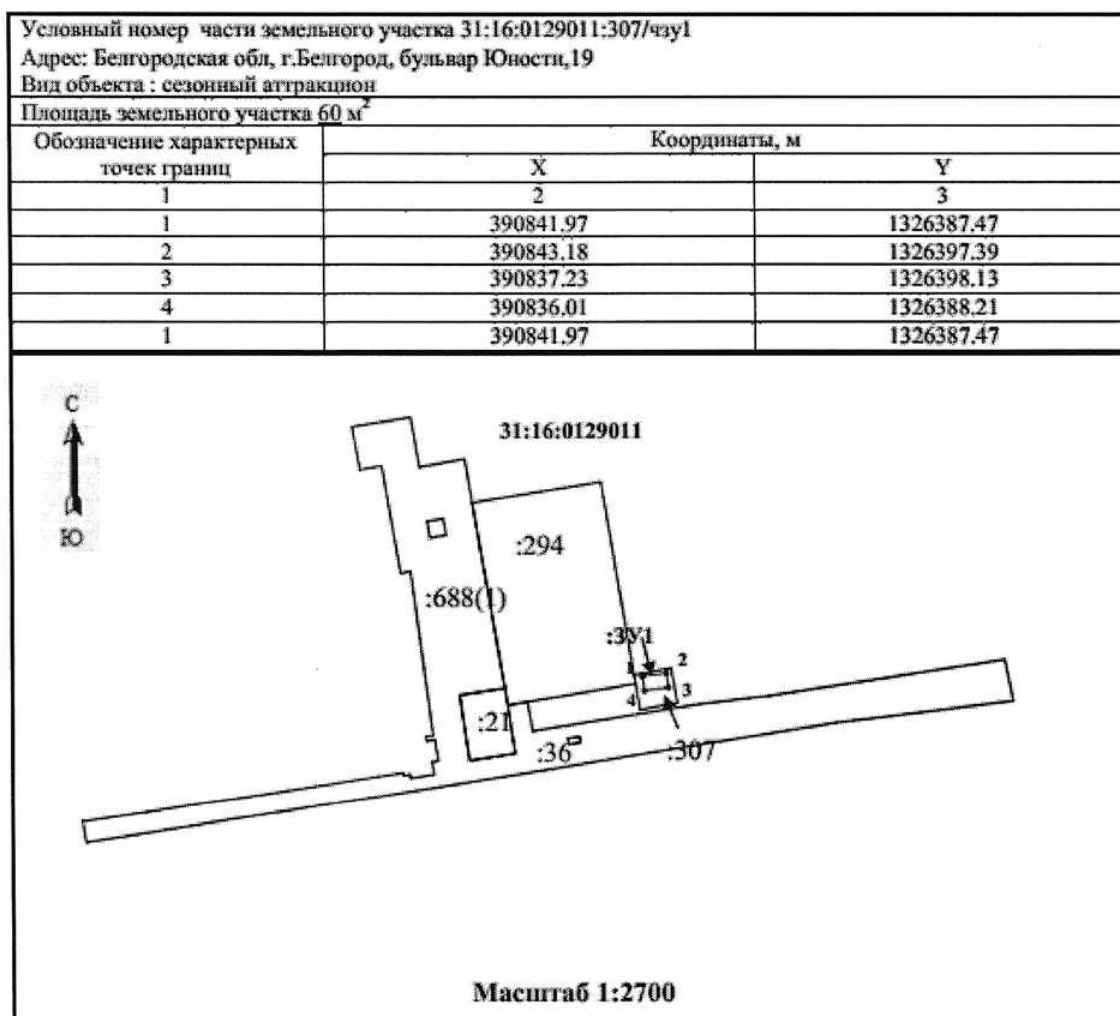 Условный номер части земельного участка 31:16:0129011:307/чзу1
Адрес: Белгородская обл, г.Белгород, бульвар Юности,19
Вид объекта : сезонный аттракцион
Площадь земельного участка 60 м²
Обозначение характерных точек границ
Координаты, м
X Y
1 2 3
1 390841.97 1326387.47
2 390843.18 1326397.39
3 390837.23 1326398.13
4 390836.01 1326388.21
1 390841.97 1326387.47
С
Ю
31:16:0129011
:294
:688(1)
:ЗУ1
1 2
4 3
:21
:36
:307
Масштаб 1:2700